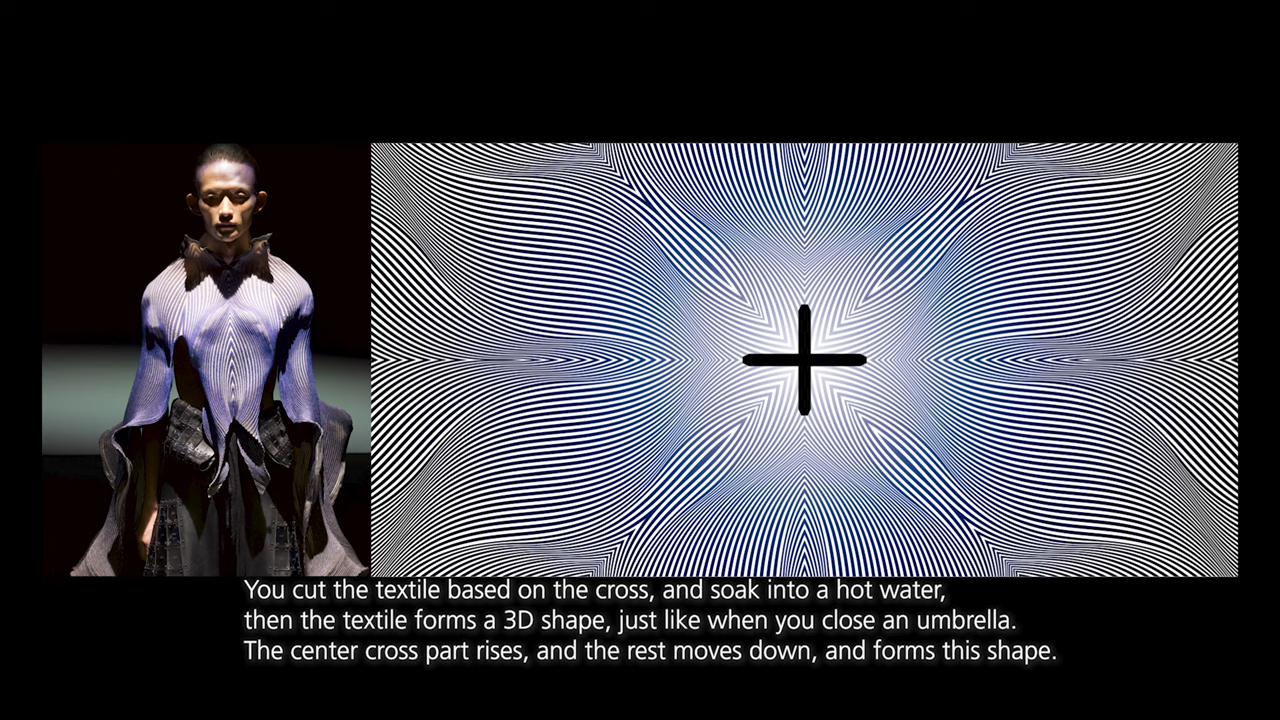 You cut the textile based on the cross, and soak into a hot water,
then the textile forms a 3D shape, just like when you close an umbrella.
The center cross part rises, and the rest moves down, and forms this shape.